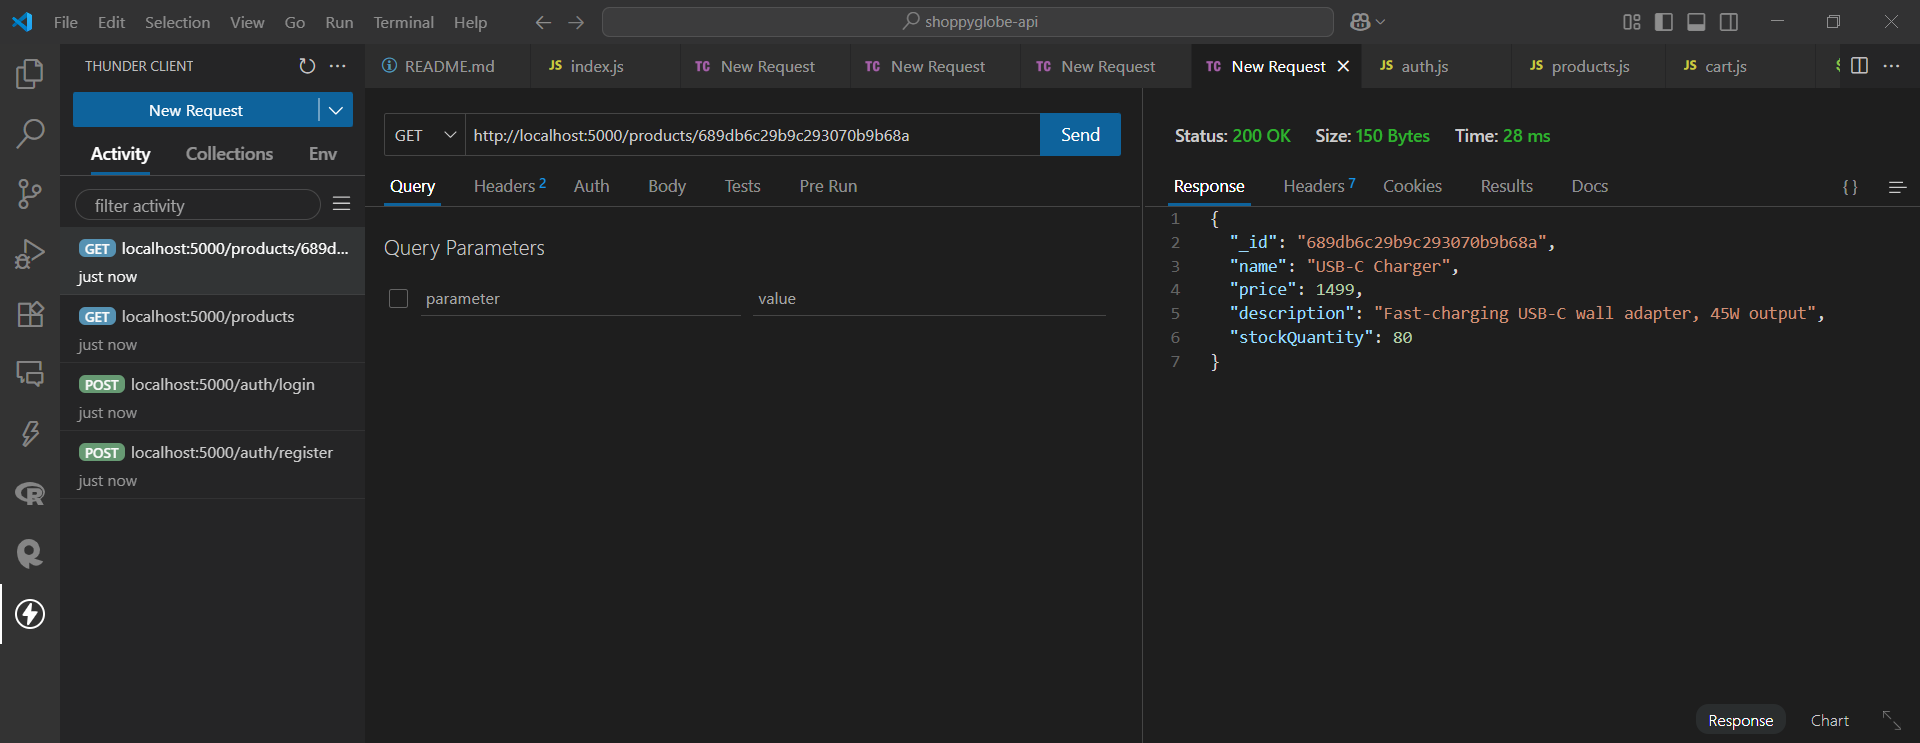 File Edit Selection View Go Run Terminal Help
shoppyglobe-api
THUNDER CLIENT
New Request
Activity Collections Env
filter activity
GET localhost:5000/products/689d...
just now
GET localhost:5000/products
just now
POST localhost:5000/auth/login
just now
POST localhost:5000/auth/register
just now
README.md JS index.js TC New Request TC New Request TC New Request TC New Request JS auth.js JS products.js JS cart.js
GET http://localhost:5000/products/689db6c29b9c293070b9b68a Send
Query Headers 2 Auth Body Tests Pre Run
Query Parameters
parameter value
Status: 200 OK Size: 150 Bytes Time: 28 ms
Response Headers 7 Cookies Results Docs {}
1 {
2 "_id": "689db6c29b9c293070b9b68a",
3 "name": "USB-C Charger",
4 "price": 1499,
5 "description": "Fast-charging USB-C wall adapter, 45W output",
6 "stockQuantity": 80
7 }
Response Chart